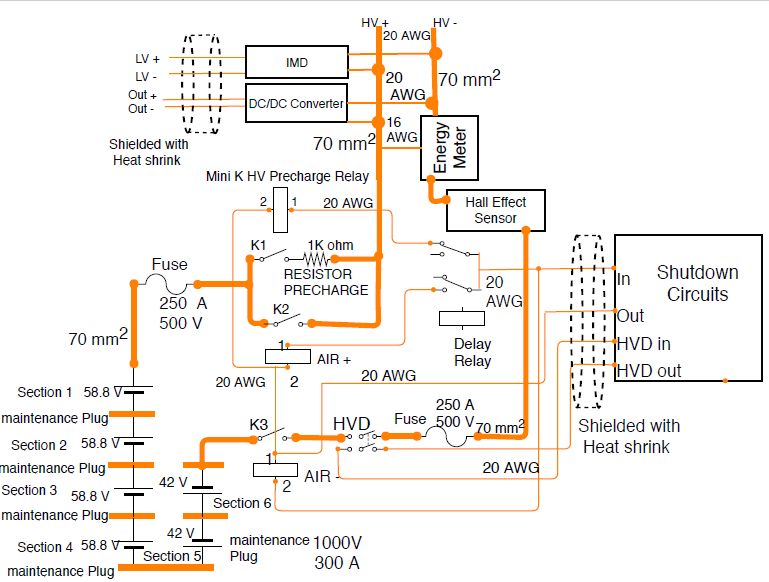 HV +
HV -
20 AWG
LV +
LV -
IMD
20
AWG
70 mm2
Out +
Out -
DC/DC Converter
16
AWG
70 mm2
Energy
Meter
Shielded with
Heat shrink
Mini K HV Precharge Relay
2
1
20 AWG
Hall Effect
Sensor
K1
1K ohm
RESISTOR
PRECHARGE
Fuse
250 A
500 V
K2
20
AWG
Shutdown
Circuits
In
Out
HVD in
HVD out
70 mm2
1
AIR +
2
Delay
Relay
20 AWG
20 AWG
Section 1 58.8 V
maintenance Plug
K3
HVD
Fuse
250 A
500 V
70 mm2
Shielded with
Heat shrink
Section 2 58.8 V
maintenance Plug
1
AIR -
2
20 AWG
Section 3 58.8 V
42 V
Section 6
maintenance Plug
42 V
Section 4 58.8 V
Section 5
maintenance
Plug
1000V
300 A
maintenance Plug